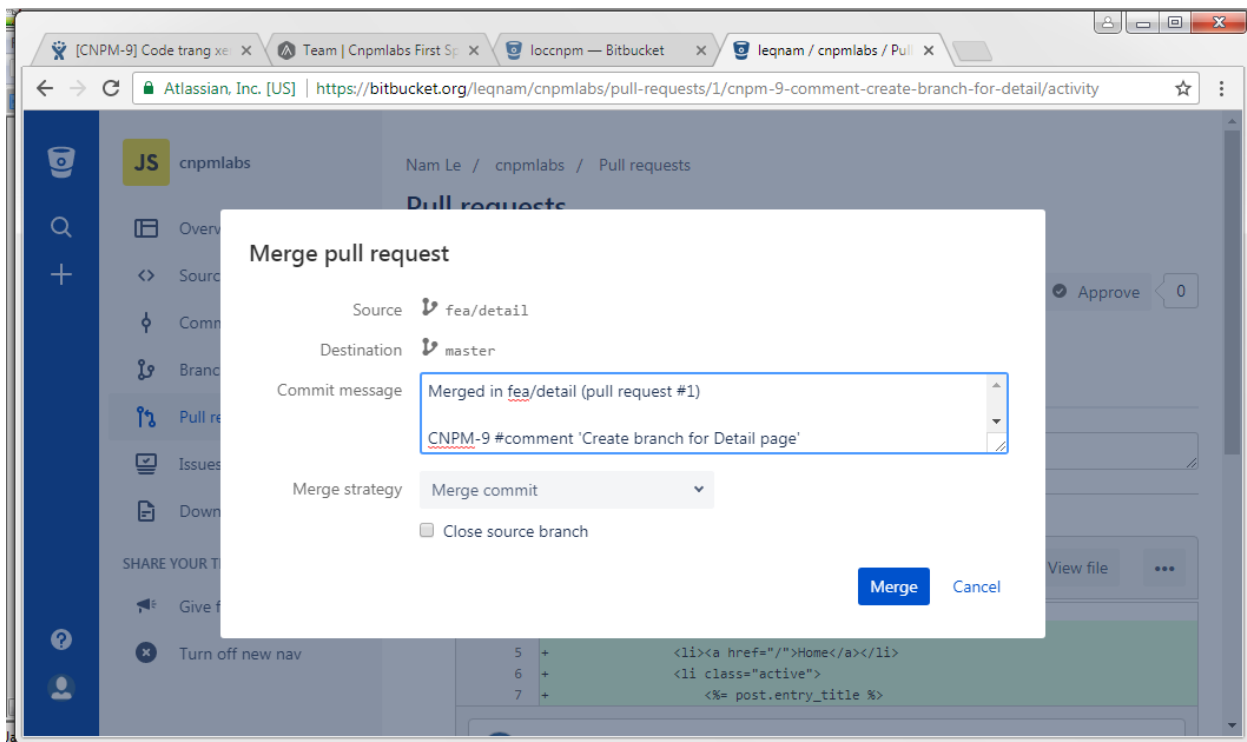 [CNPM-9] Code trang xe
Team | Cnpmlabs First Sp
loccnpm — Bitbucket
leqnam / cnpmlabs / Pul
Atlassian, Inc. [US] | https://bitbucket.org/leqnam/cnpmlabs/pull-requests/1/cnpm-9-comment-create-branch-for-detail/activity
JS cnpmlabs
Nam Le / cnpmlabs / Pull requests
Pull requests
Overv
Sourc
Comm
Branc
Pull re
Issues
Down
SHARE YOUR T
Give f
Turn off new nav
Approve 0
Merge pull request
Source fea/detail
Destination master
Commit message Merged in fea/detail (pull request #1)
CNPM-9 #comment 'Create branch for Detail page'
Merge strategy Merge commit
Close source branch
Merge Cancel
View file
5 + <li><a href="/">Home</a></li>
6 + <li class="active">
7 + <%= post.entry_title %>